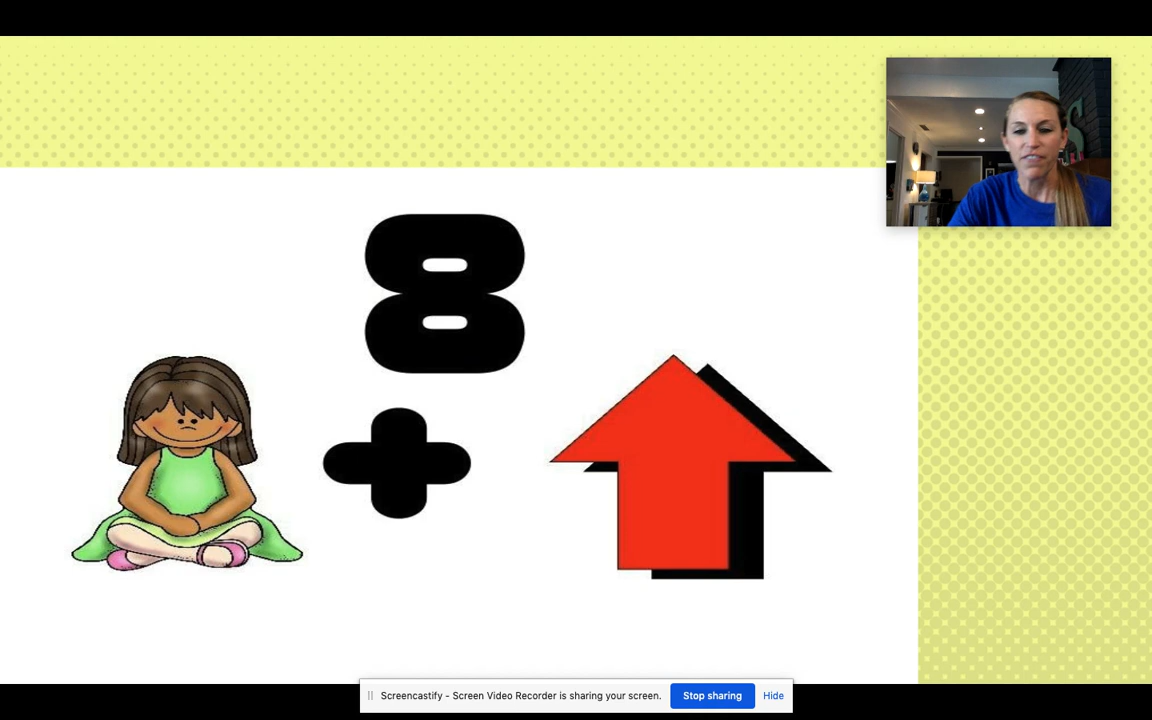 8
+
Screencastify - Screen Video Recorder is sharing your screen.
Stop sharing
Hide